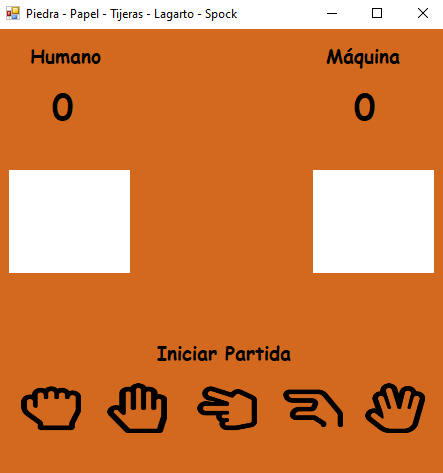 Piedra - Papel - Tijeras - Lagarto - Spock
Humano
Máquina
0
0
Iniciar Partida